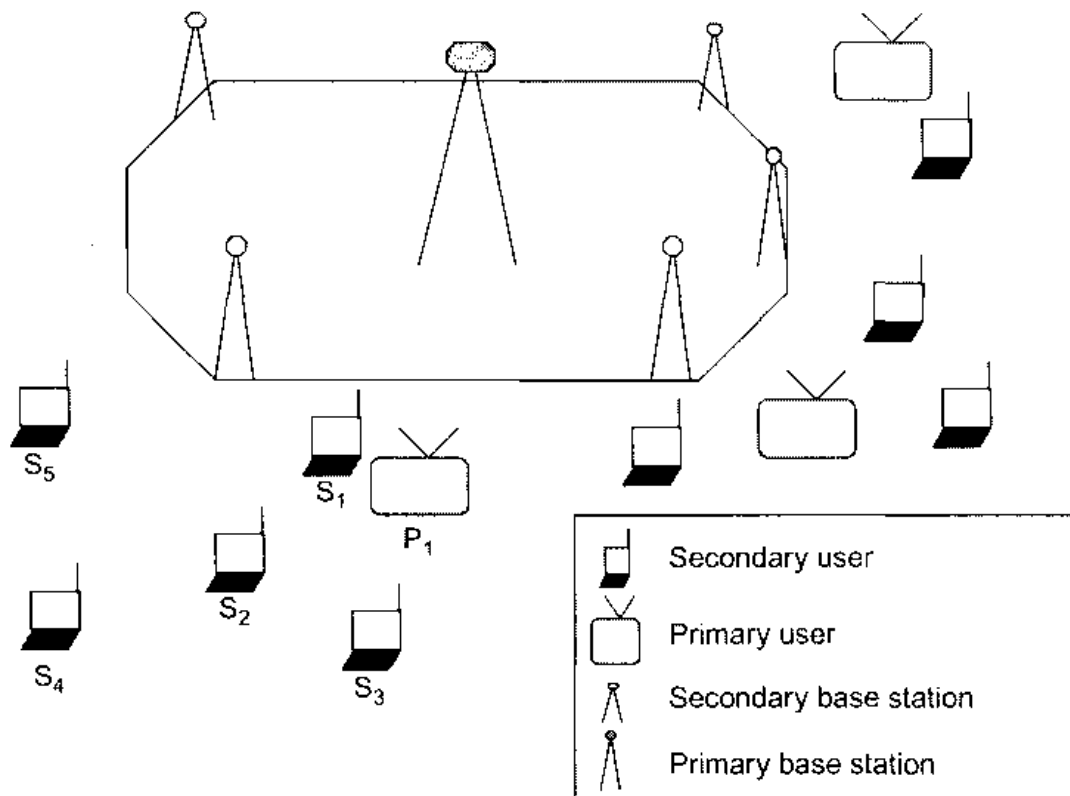 S5
S1
P1
S2
S4
S3
Secondary user
Primary user
Secondary base station
Primary base station